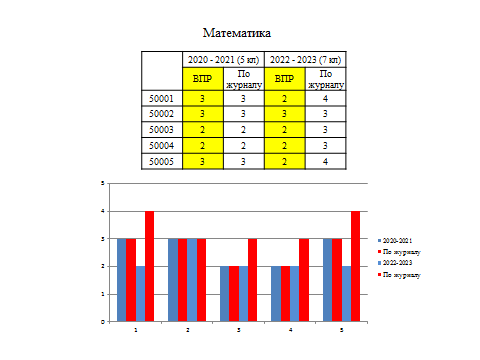 Математика
2020 - 2021 (5 кл) 2022 - 2023 (7 кл)
ВПР По журналу ВПР По журналу
50001 3 3 2 4
50002 3 3 3 3
50003 2 2 2 3
50004 2 2 2 3
50005 3 3 2 4
5
4
3
2
1
0
1 2 3 4 5
2020-2021
По журналу
2022-2023
По журналу